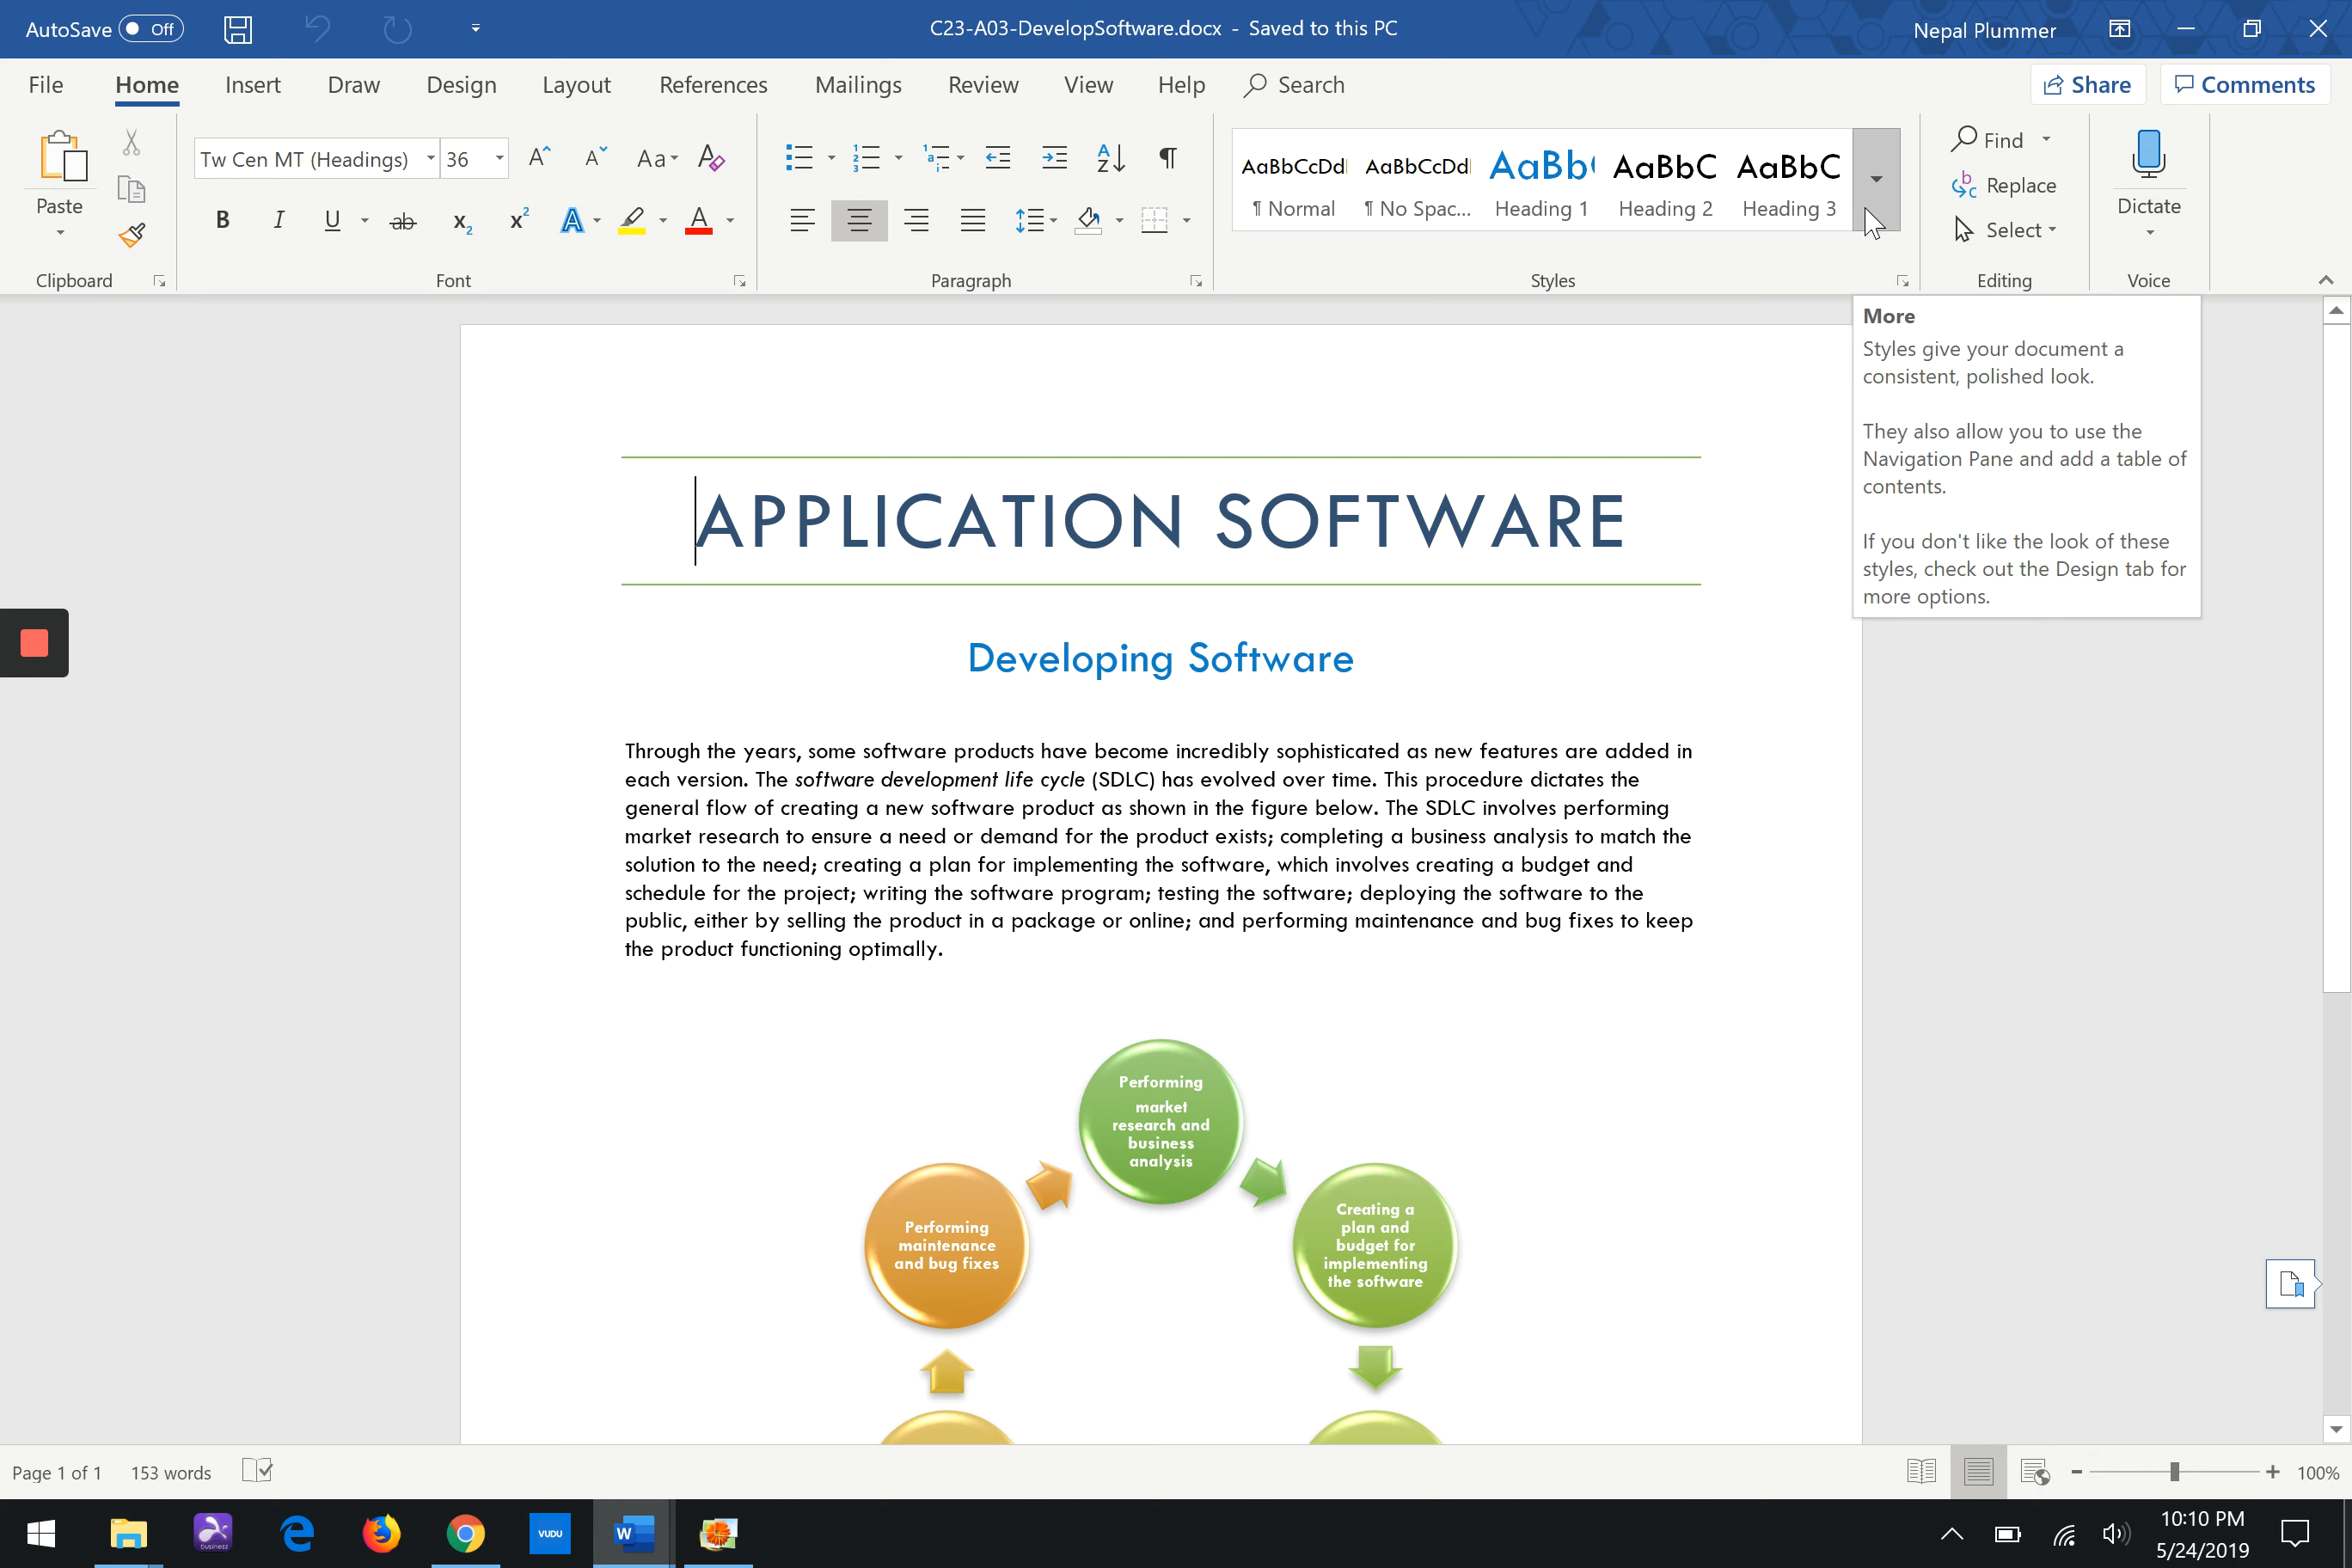 AutoSave Off
C23-A03-DevelopSoftware.docx - Saved to this PC
Nepal Plummer
File Home Insert Draw Design Layout References Mailings Review View Help Search
Share Comments
Paste
Clipboard
Tw Cen MT (Headings) 36
Font
Paragraph
AaBbCcDd AaBbCcDd AaBb( AaBbC AaBbC
¶ Normal ¶ No Spac... Heading 1 Heading 2 Heading 3
Styles
Find
Replace
Select
Editing
Dictate
Voice
More
Styles give your document a
consistent, polished look.
They also allow you to use the
Navigation Pane and add a table of
contents.
If you don't like the look of these
styles, check out the Design tab for
more options.
APPLICATION SOFTWARE
Developing Software
Through the years, some software products have become incredibly sophisticated as new features are added in
each version. The software development life cycle (SDLC) has evolved over time. This procedure dictates the
general flow of creating a new software product as shown in the figure below. The SDLC involves performing
market research to ensure a need or demand for the product exists; completing a business analysis to match the
solution to the need; creating a plan for implementing the software, which involves creating a budget and
schedule for the project; writing the software program; testing the software; deploying the software to the
public, either by selling the product in a package or online; and performing maintenance and bug fixes to keep
the product functioning optimally.
Performing
market
research and
business
analysis
Performing
maintenance
and bug fixes
Creating a
plan and
budget for
implementing
the software
Page 1 of 1 153 words
100%
business
VUDU
W
10:10 PM
5/24/2019